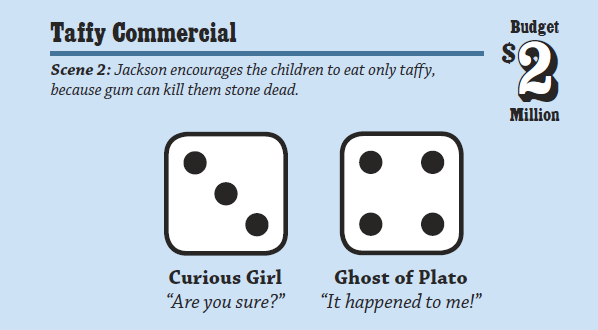 Taffy Commercial
Budget
$2
Million
Scene 2: Jackson encourages the children to eat only taffy,
because gum can kill them stone dead.
Curious Girl
"Are you sure?"
Ghost of Plato
"It happened to me!"